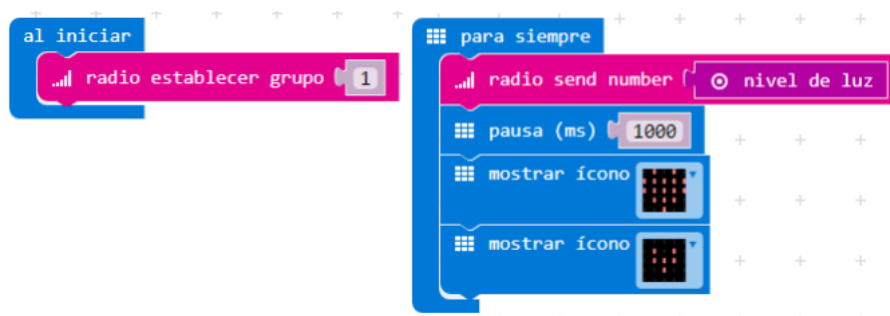 al iniciar
radio establecer grupo 1
para siempre
radio send number nivel de luz
pausa (ms) 1000
mostrar ícono
mostrar ícono